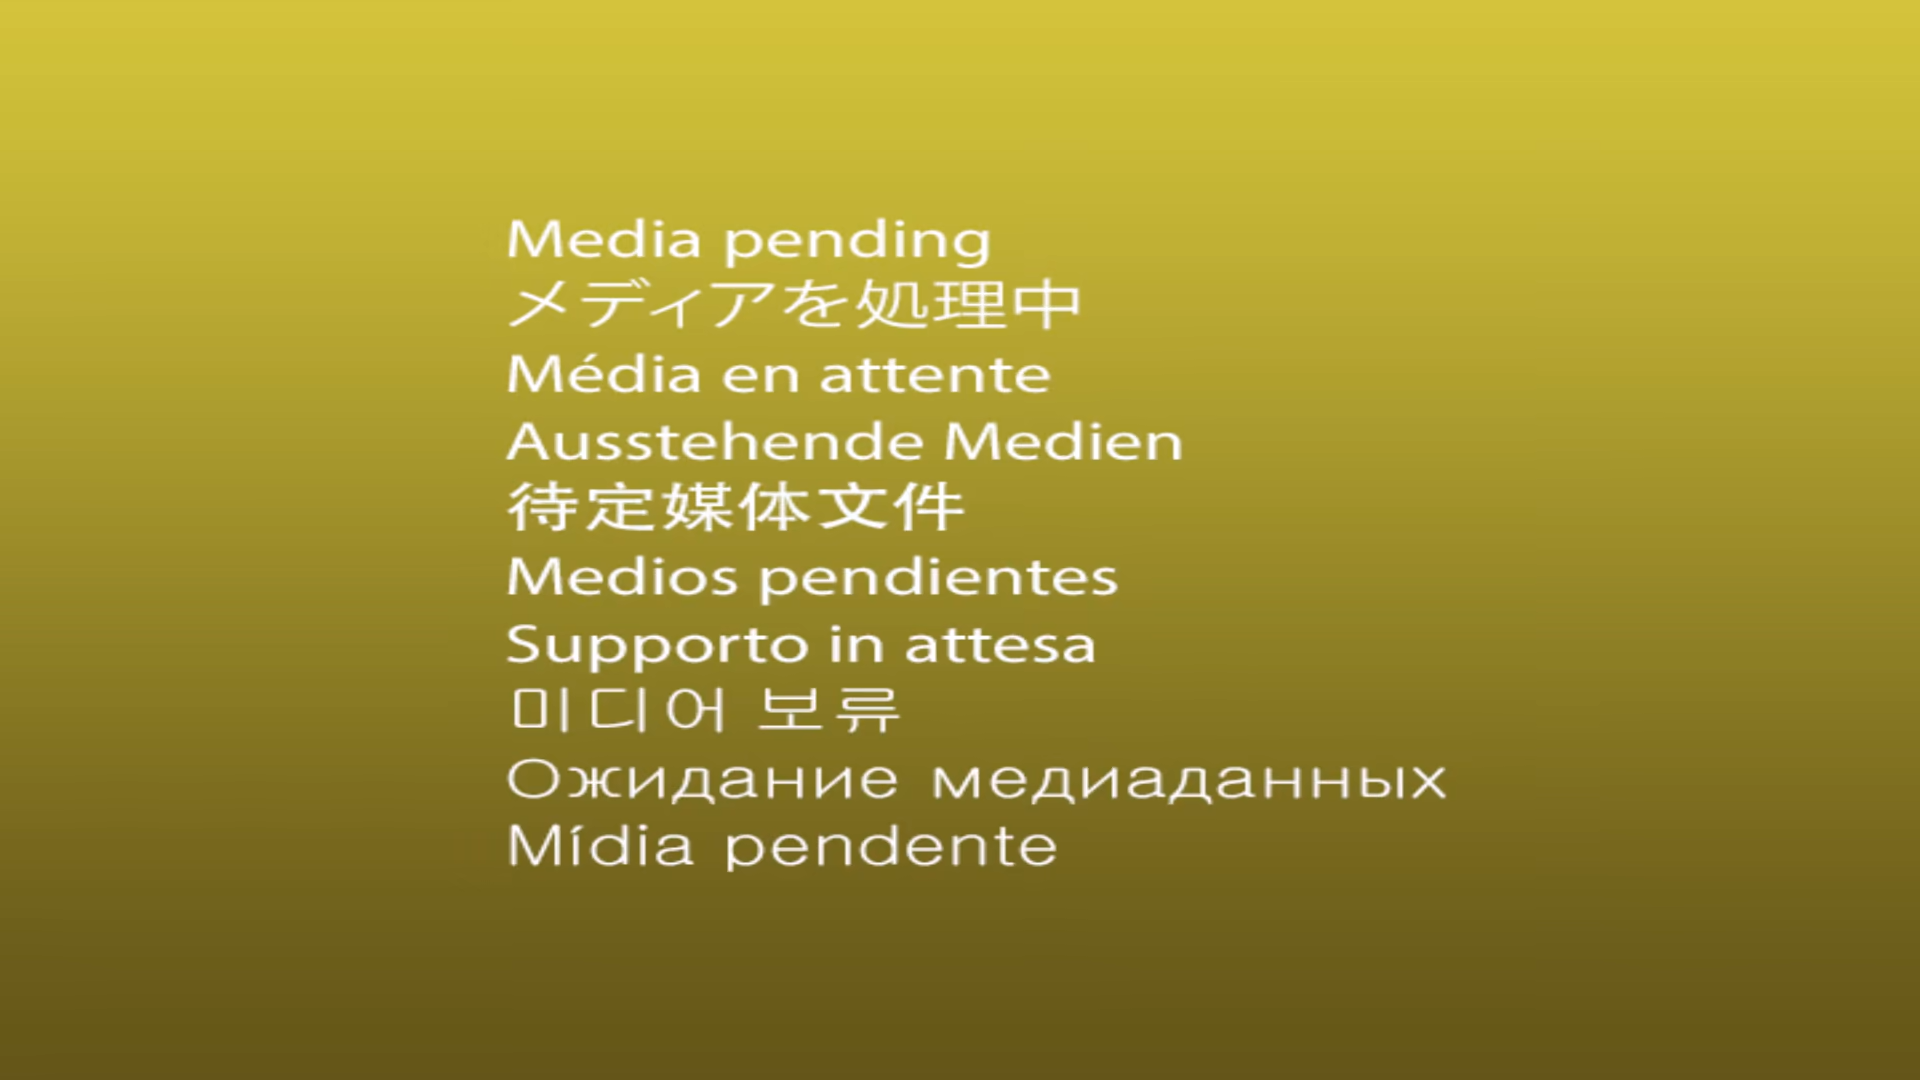 Media pending
メディアを処理中
Média en attente
Ausstehende Medien
待定媒体文件
Medios pendientes
Supporto in attesa
미디어 보류
Ожидание медиаданных
Mídia pendente